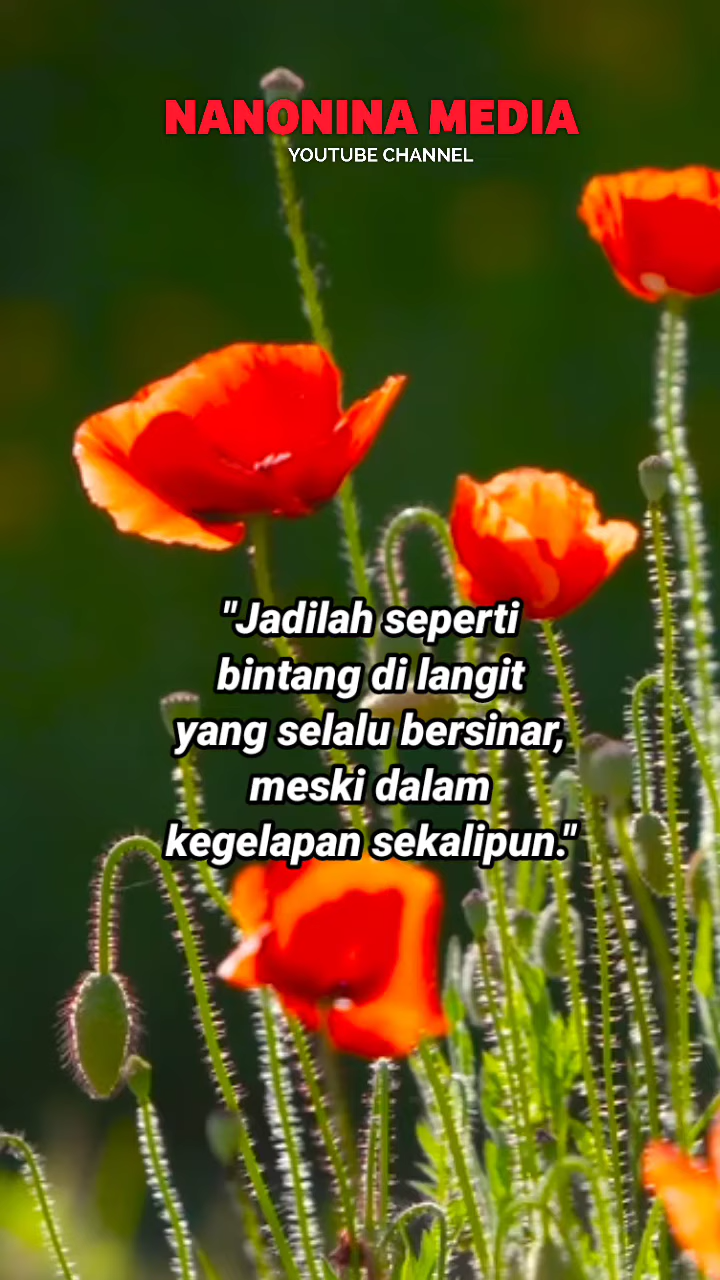 NANONINA MEDIA
YOUTUBE CHANNEL
"Jadilah seperti
bintang di langit
yang selalu bersinar,
meski dalam
kegelapan sekalipun."